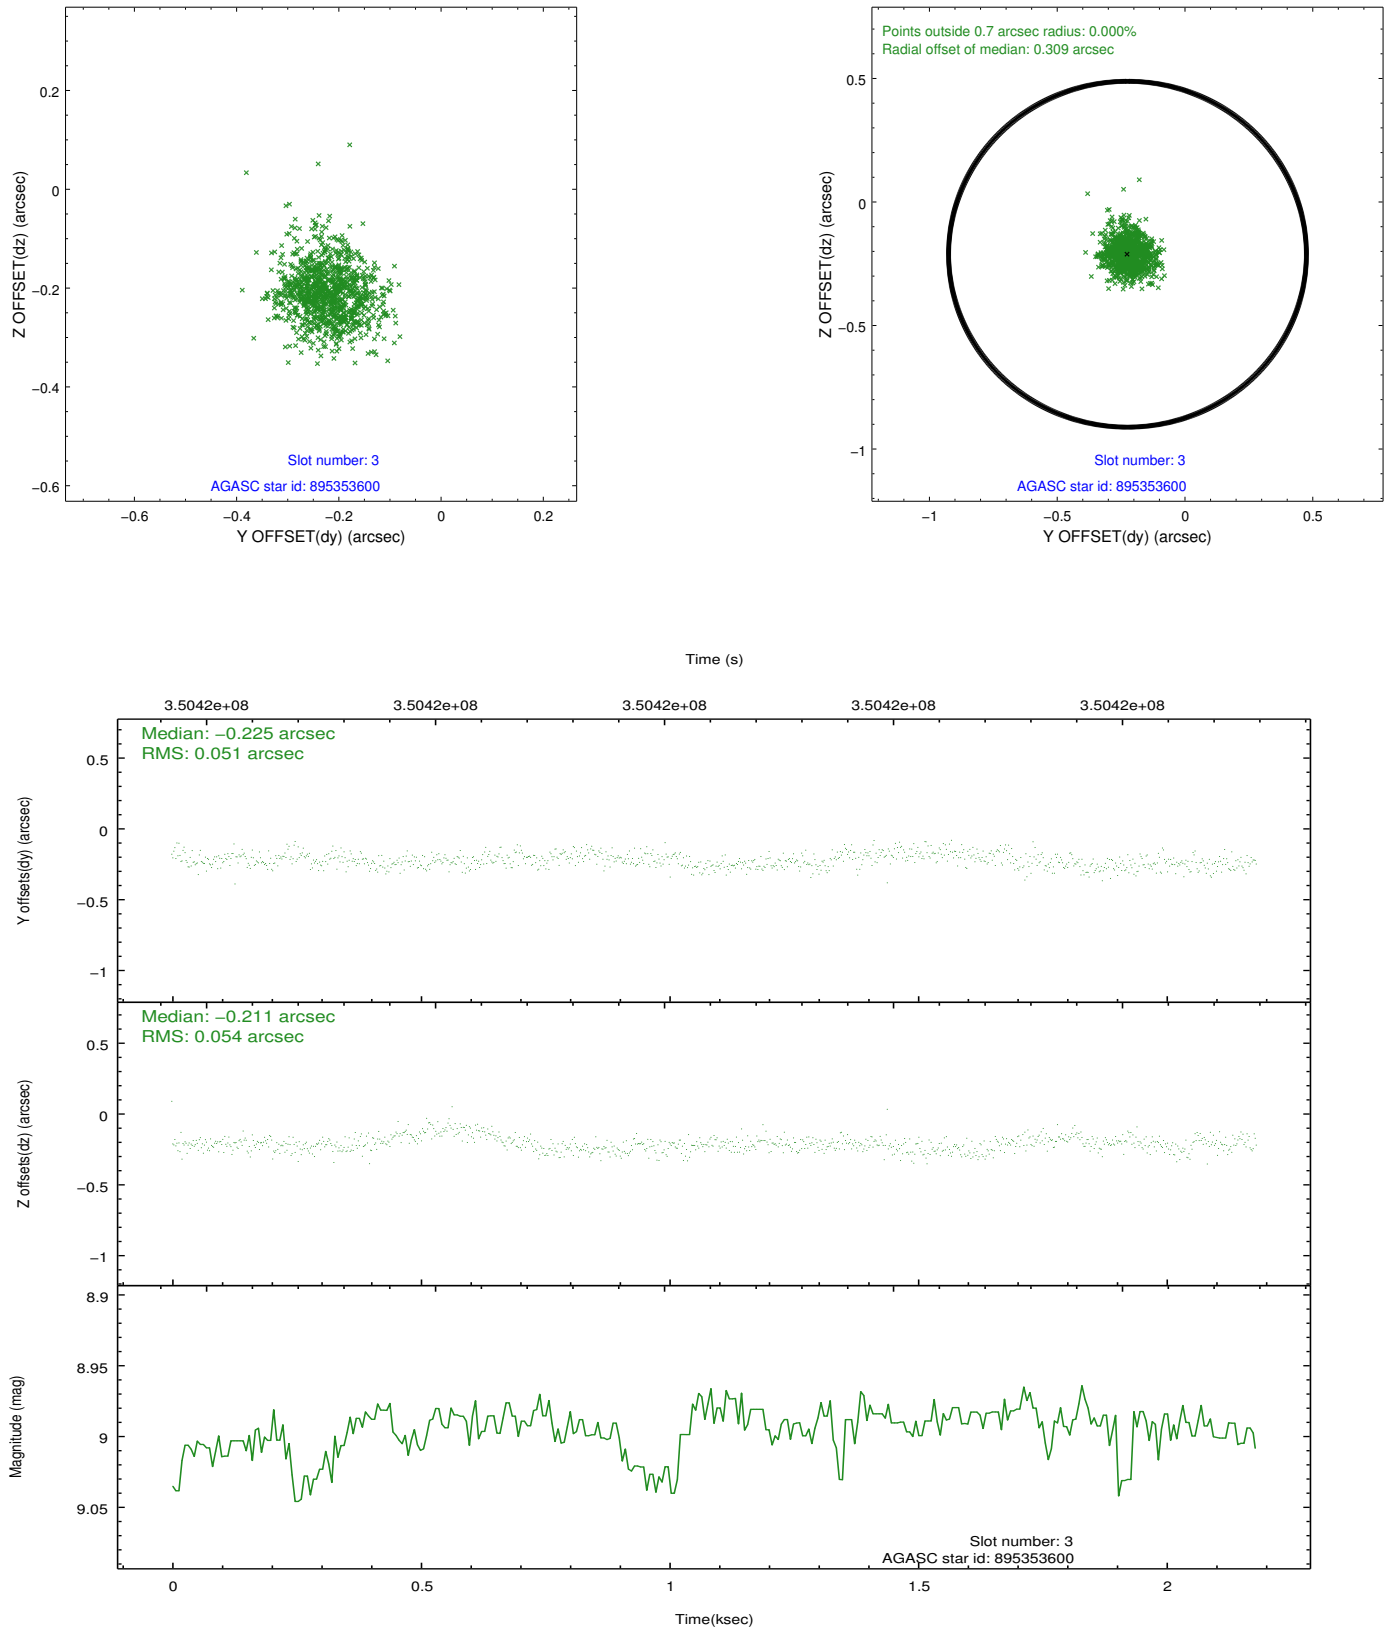 0.2
0
−0.2
−0.4
−0.6
Z OFFSET(dz) (arcsec)
Slot number: 3
AGASC star id: 895353600
−0.6
−0.4
−0.2
0
0.2
Y OFFSET(dy) (arcsec)
Points outside 0.7 arcsec radius: 0.000%
Radial offset of median: 0.309 arcsec
0.5
0
−0.5
−1
Z OFFSET(dz) (arcsec)
Slot number: 3
AGASC star id: 895353600
−1
−0.5
0
0.5
Y OFFSET(dy) (arcsec)
Time (s)
3.5042e+08
3.5042e+08
3.5042e+08
3.5042e+08
3.5042e+08
Median: −0.225 arcsec
RMS: 0.051 arcsec
0.5
0
−0.5
−1
Y offsets(dy) (arcsec)
Median: −0.211 arcsec
RMS: 0.054 arcsec
0.5
0
−0.5
−1
Z offsets(dz) (arcsec)
8.9
8.95
9
9.05
Magnitude (mag)
Slot number: 3
AGASC star id: 895353600
0
0.5
1
1.5
2
Time(ksec)